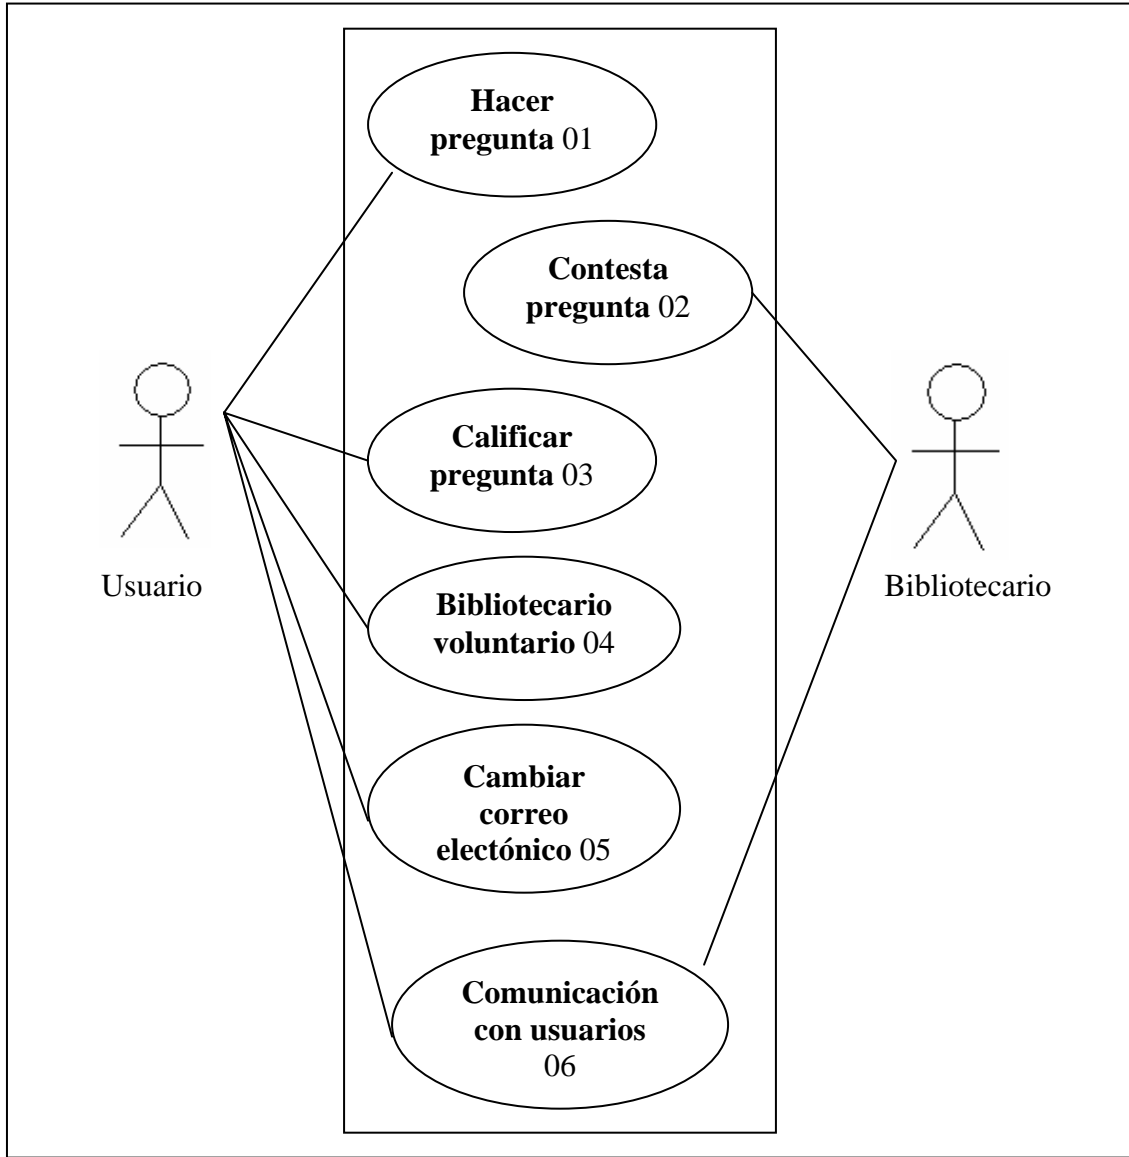 Hacer
pregunta 01
Contesta
pregunta 02
Calificar
pregunta 03
Usuario
Bibliotecario
Bibliotecario
voluntario 04
Cambiar
correo
electónico 05
Comunicación
con usuarios
06